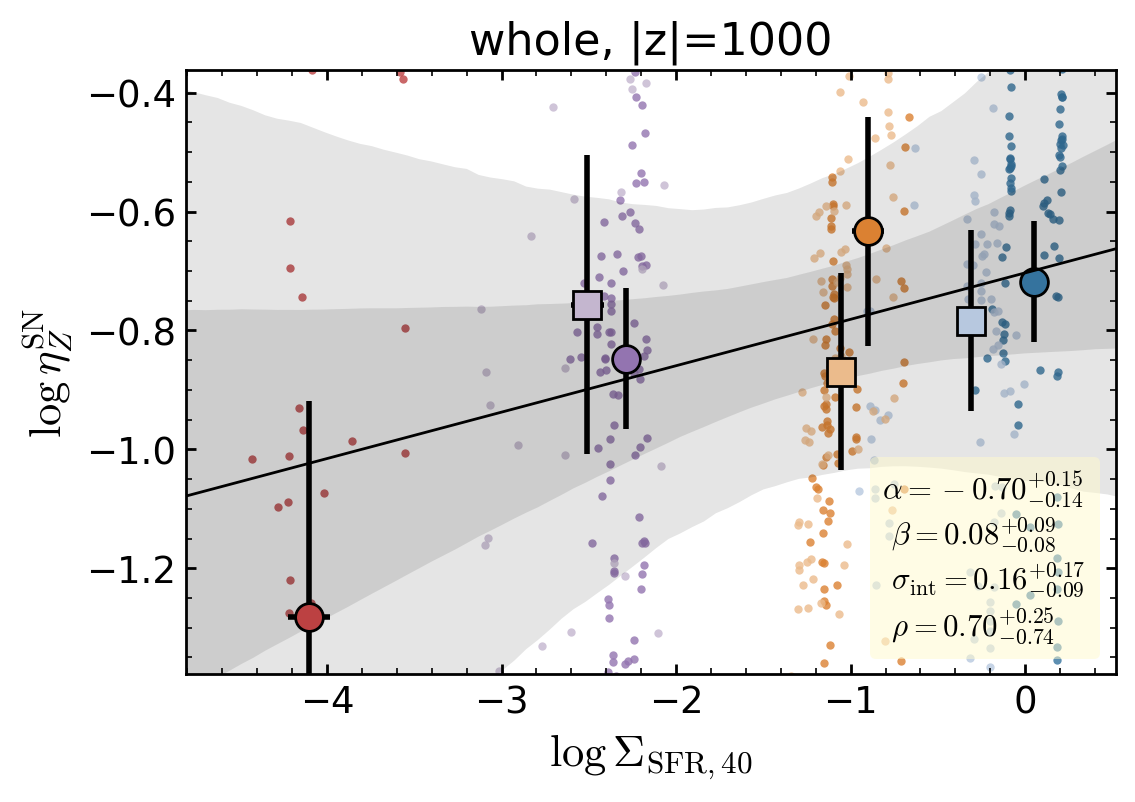 whole, |z|=1000
−0.4
−0.6
−0.8
−1.0
−1.2
log η_Z^SN
α = −0.70^{+0.15}_{−0.14}
β = 0.08^{+0.09}_{−0.08}
σ_int = 0.16^{+0.17}_{−0.09}
ρ = 0.70^{+0.25}_{−0.74}
−4 −3 −2 −1 0
log Σ_{SFR, 40}